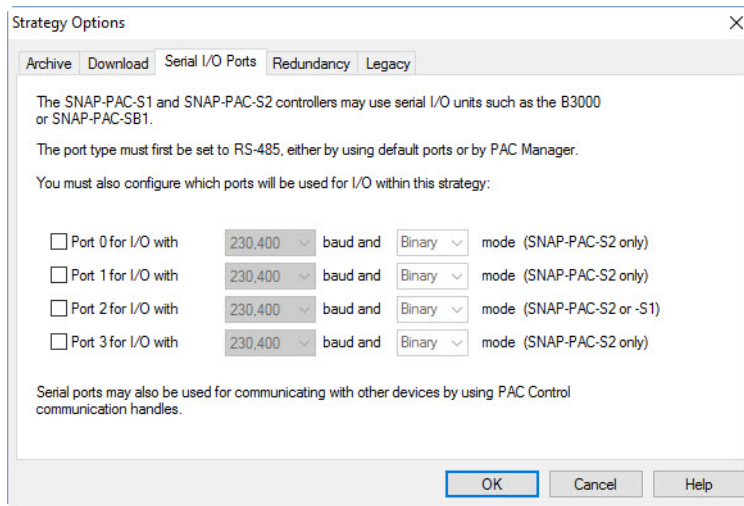 Strategy Options
Archive Download Serial I/O Ports Redundancy Legacy
The SNAP-PAC-S1 and SNAP-PAC-S2 controllers may use serial I/O units such as the B3000
or SNAP-PAC-SB1.
The port type must first be set to RS-485, either by using default ports or by PAC Manager.
You must also configure which ports will be used for I/O within this strategy:
Port 0 for I/O with 230,400 baud and Binary mode (SNAP-PAC-S2 only)
Port 1 for I/O with 230,400 baud and Binary mode (SNAP-PAC-S2 only)
Port 2 for I/O with 230,400 baud and Binary mode (SNAP-PAC-S2 or -S1)
Port 3 for I/O with 230,400 baud and Binary mode (SNAP-PAC-S2 only)
Serial ports may also be used for communicating with other devices by using PAC Control
communication handles.
OK Cancel Help